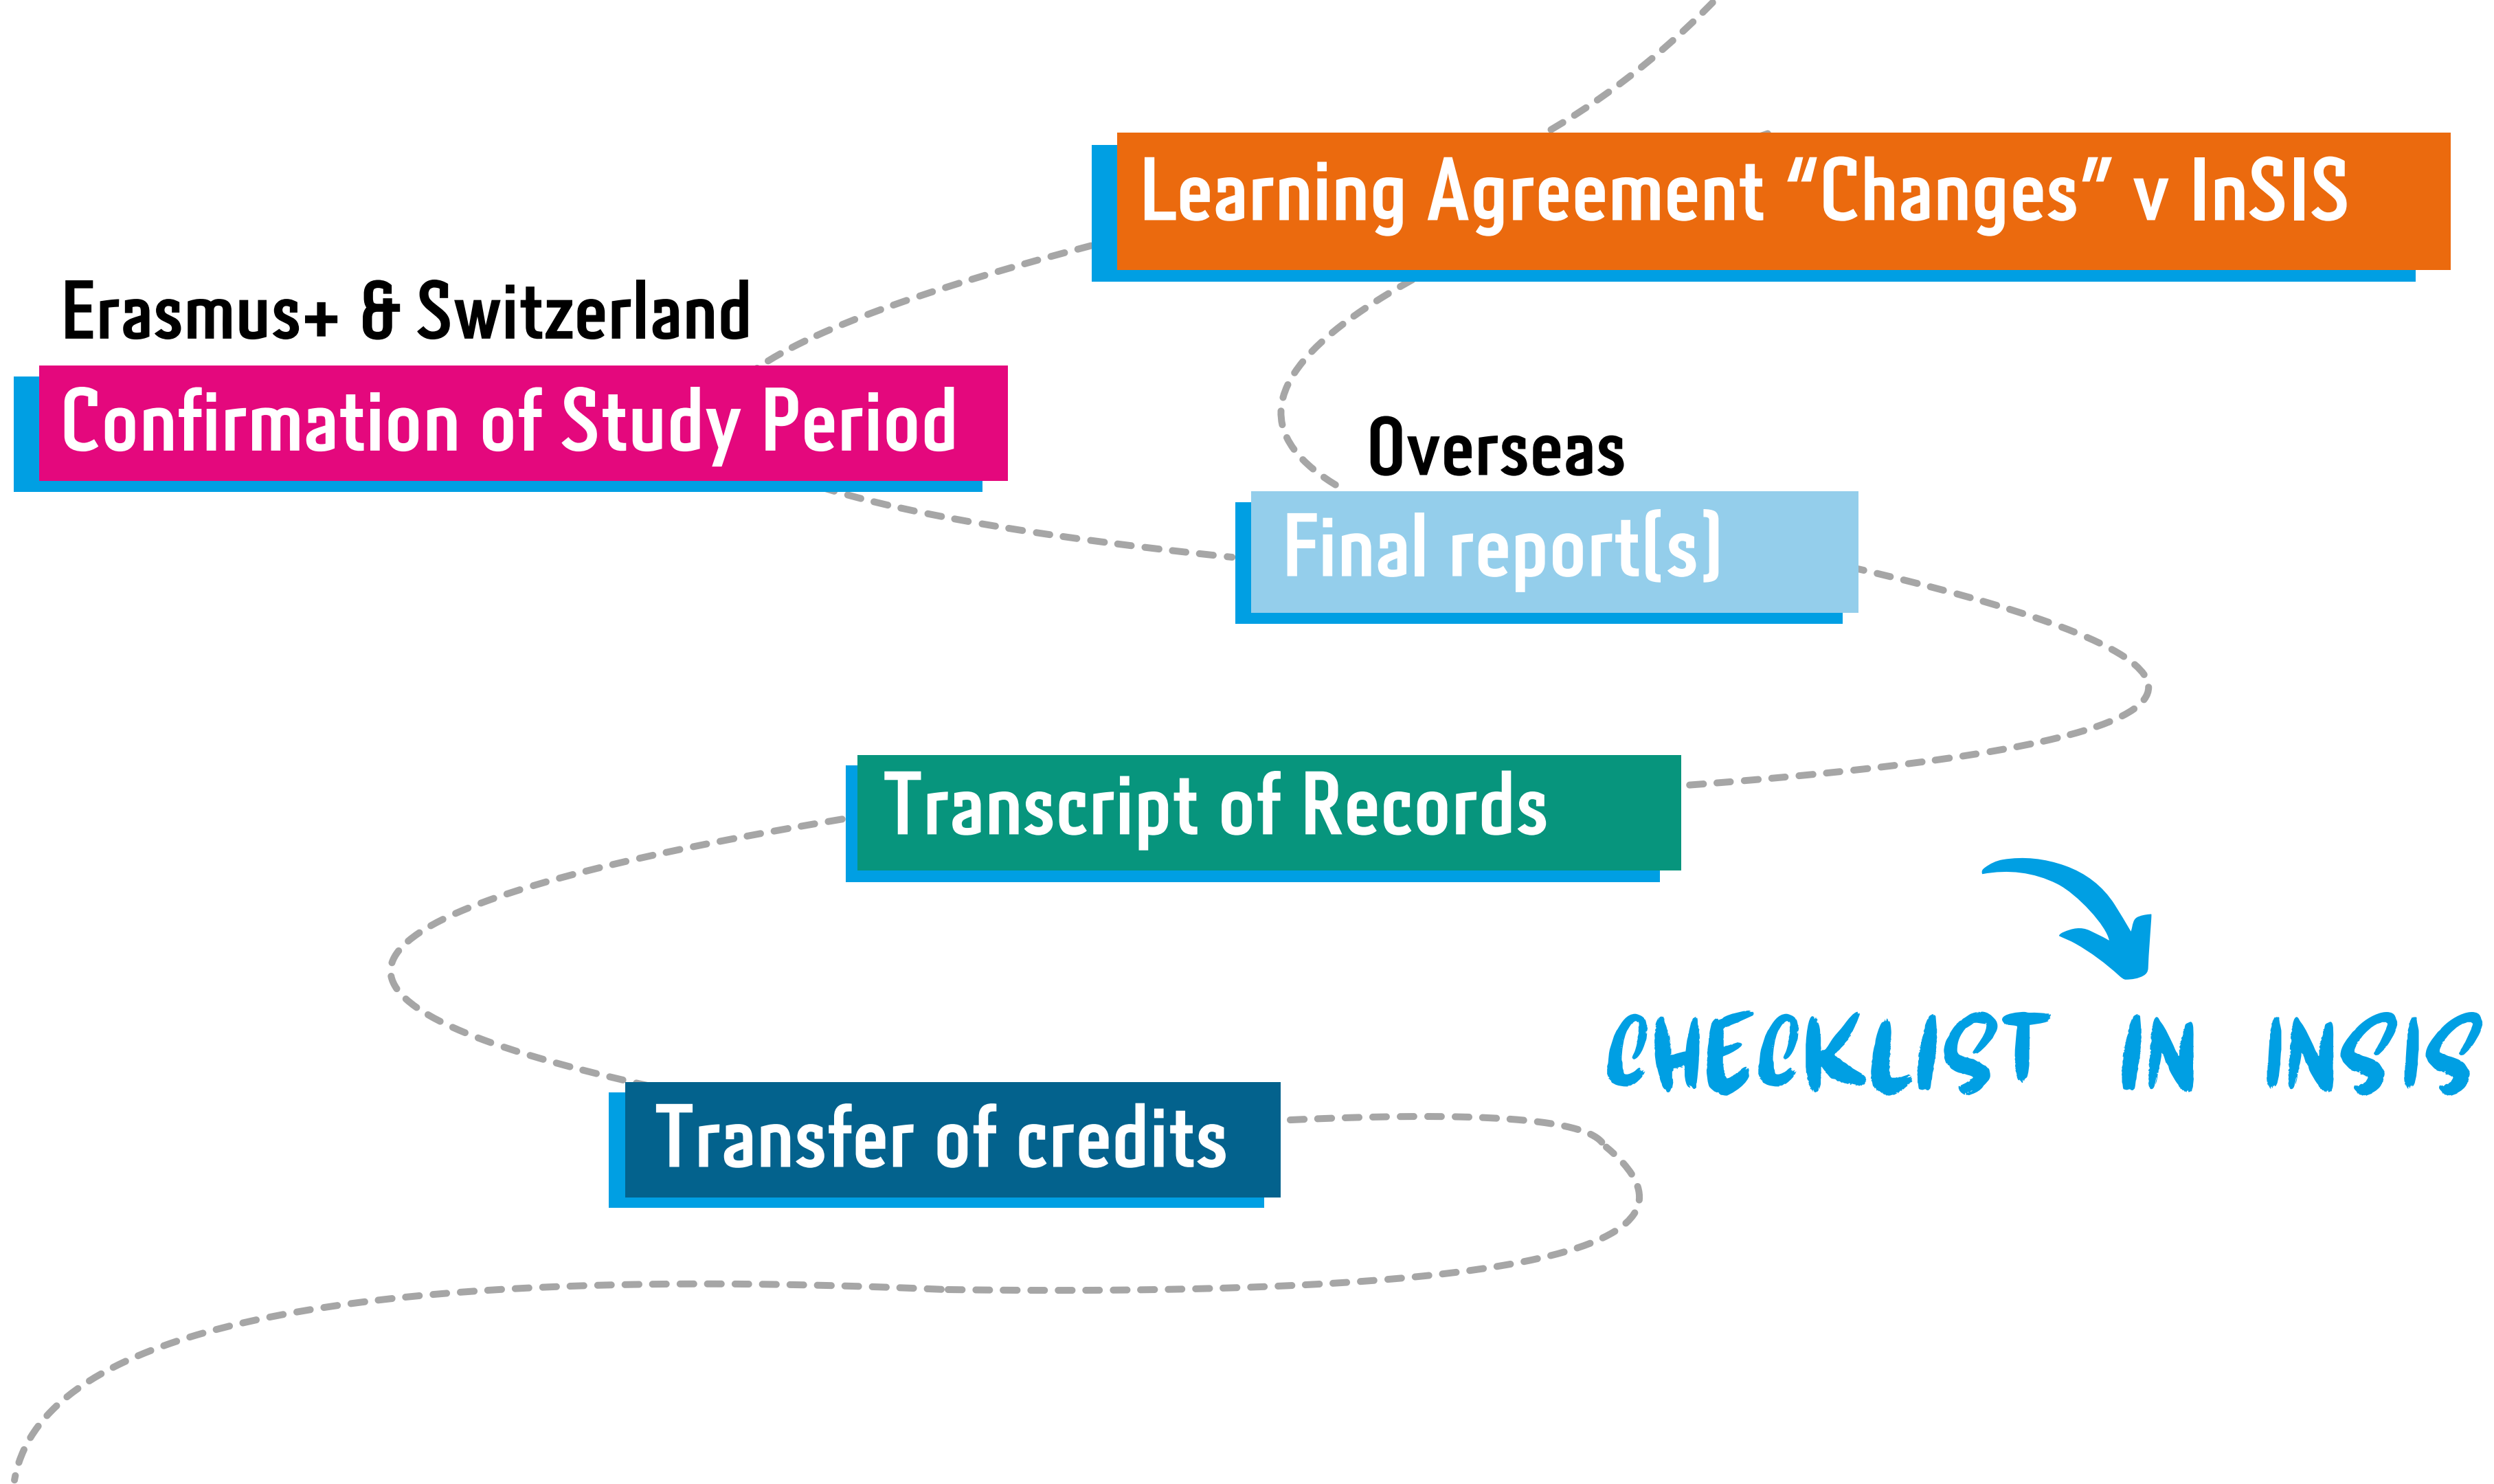 Learning Agreement “Changes” v InSIS
Erasmus+ & Switzerland
Confirmation of Study Period
Overseas
Final report(s)
Transcript of Records
CHECKLIST IN INSIS
Transfer of credits